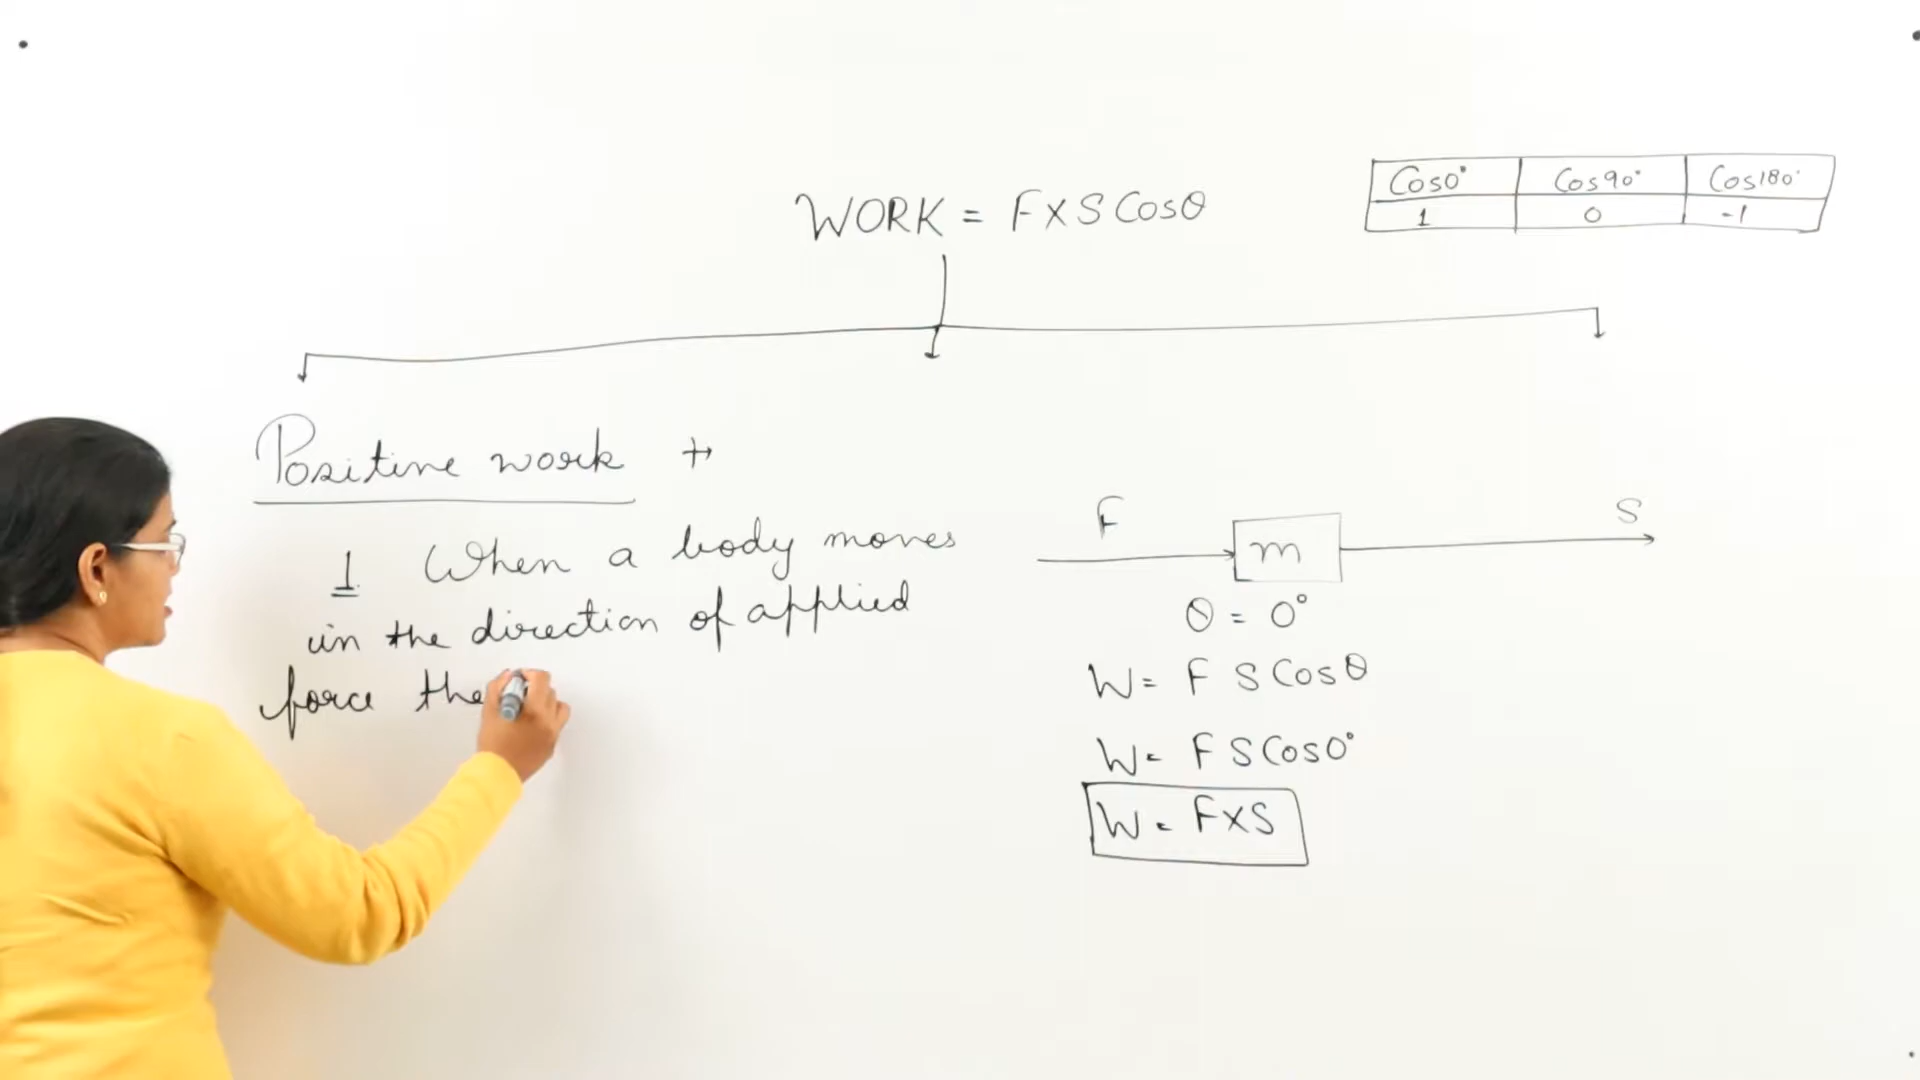 WORK = F X S Cosθ
Cos0° Cos90° Cos180°
1 0 -1
Positive work +
1 When a body moves
in the direction of applied
force the
F m S
θ = 0°
W = F S Cosθ
W = F S Cos0°
W = F X S